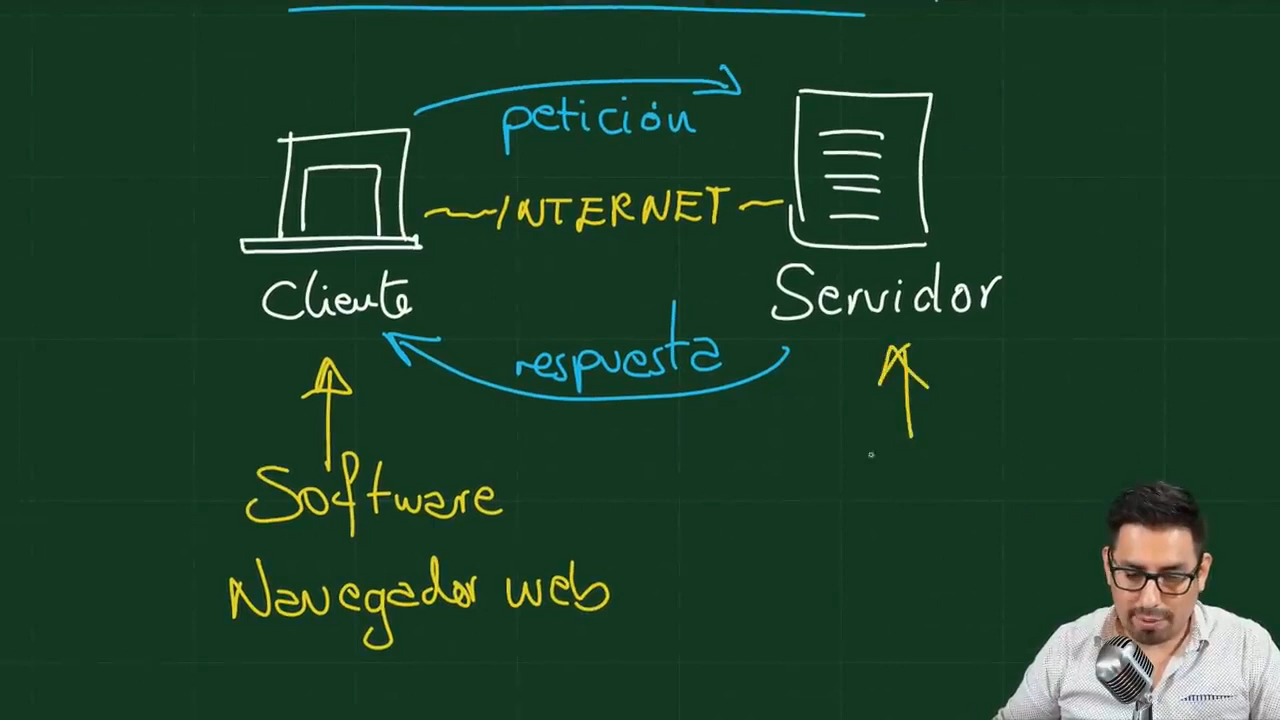 petición
INTERNET
Cliente
Servidor
respuesta
Software
Navegador web